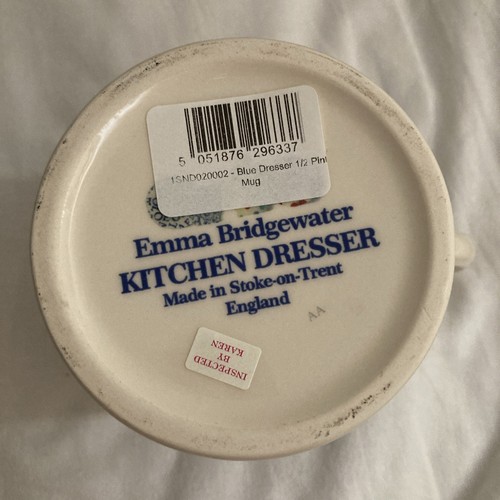 5 051876 296337
1SND020002 - Blue Dresser 1/2 Pint
Mug
Emma Bridgewater
KITCHEN DRESSER
Made in Stoke-on-Trent
England
AA
INSPECTED
BY
KAREN